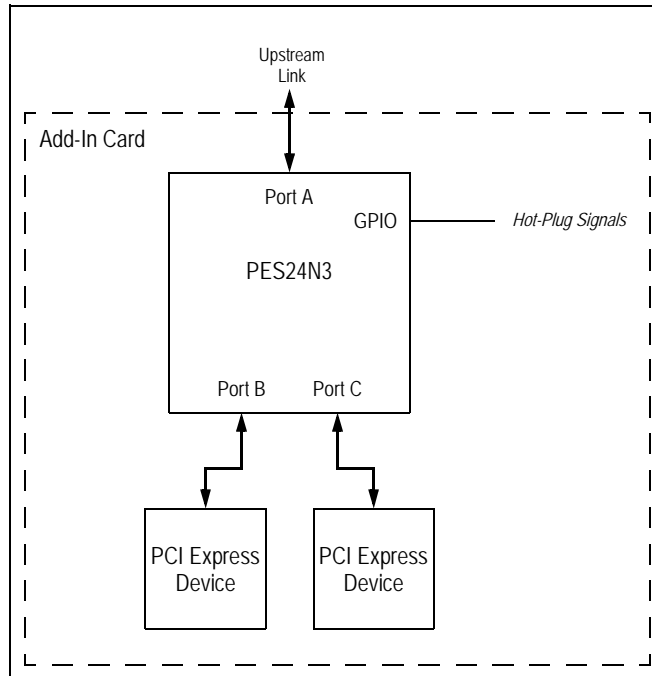 Upstream
Link
Add-In Card
Port A
GPIO
Hot-Plug Signals
PES24N3
Port B
Port C
PCI Express
Device
PCI Express
Device